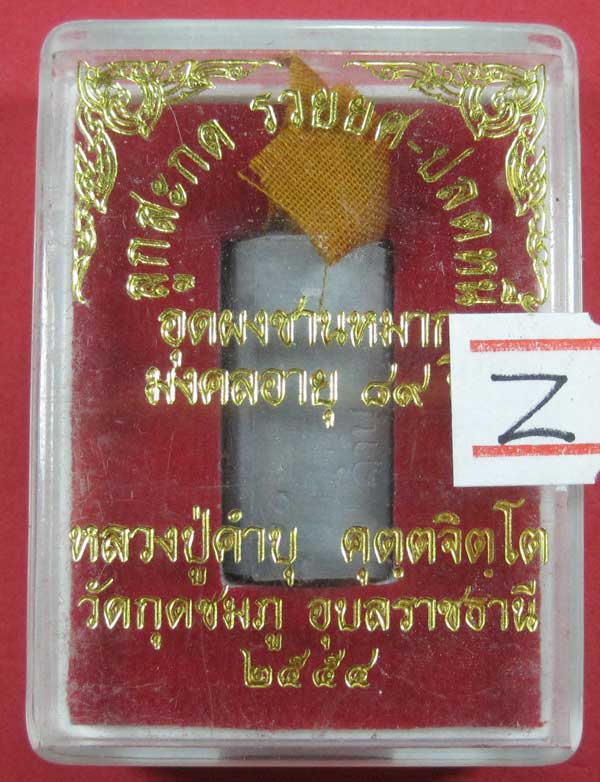 ลูกสะกด รวยยศ-ปลดหนี้
อุดผงชานหมาก
มงคลอายุ ๘๙
Z
หลวงปู่คำบุ คุตฺตจิตฺโต
วัดกุดชมภู อุบลราชธานี
๒๕๕๔